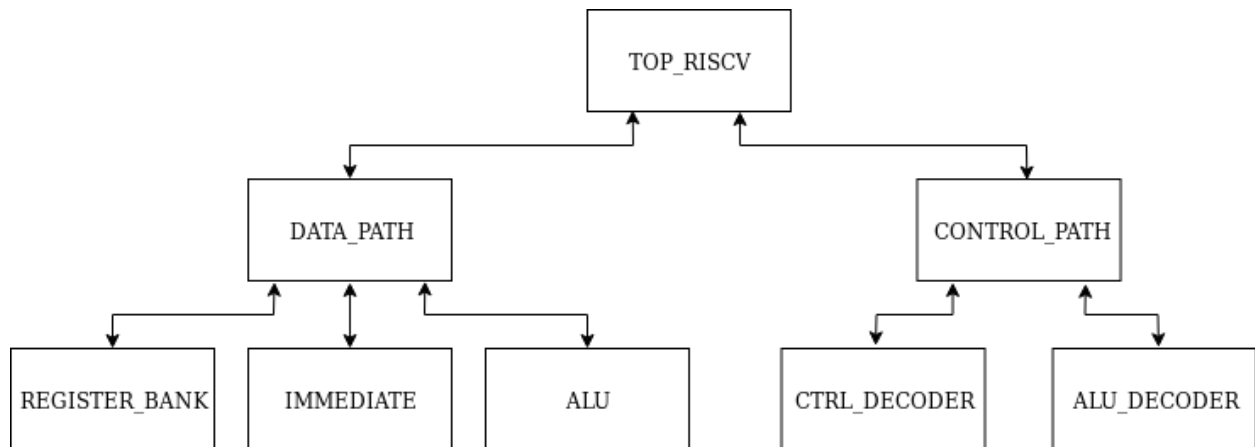 TOP_RISCV
DATA_PATH
CONTROL_PATH
REGISTER_BANK
IMMEDIATE
ALU
CTRL_DECODER
ALU_DECODER